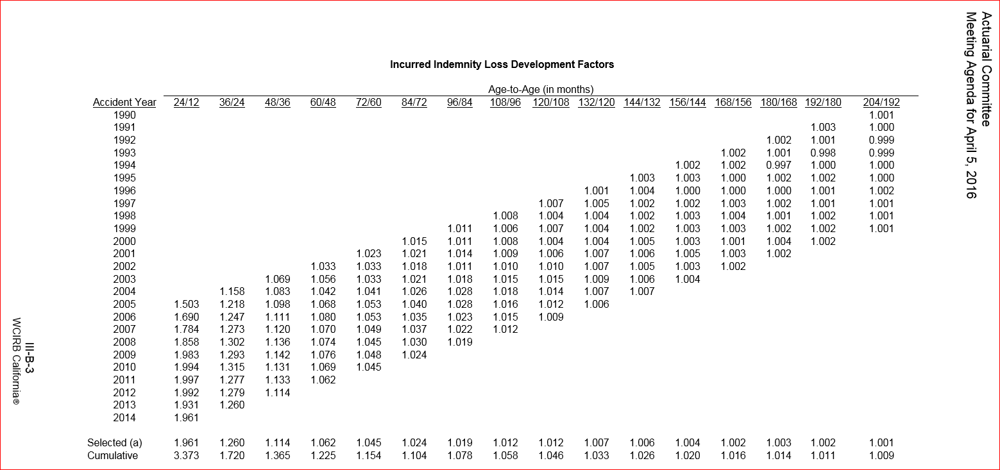 Actuarial Committee
Meeting Agenda for April 5, 2016
Incurred Indemnity Loss Development Factors
Age-to-Age (in months)
Accident Year 24/12 36/24 48/36 60/48 72/60 84/72 96/84 108/96 120/108 132/120 144/132 156/144 168/156 180/168 192/180 204/192
1990 1.001
1991 1.003 1.000
1992 1.002 1.001 0.999
1993 1.002 1.001 0.998 0.999
1994 1.002 1.002 0.997 1.000 1.000
1995 1.003 1.003 1.000 1.002 1.002 1.000
1996 1.001 1.004 1.000 1.000 1.000 1.001 1.002
1997 1.007 1.005 1.002 1.002 1.003 1.002 1.001 1.001
1998 1.008 1.004 1.004 1.002 1.003 1.004 1.001 1.002 1.001
1999 1.011 1.006 1.007 1.004 1.002 1.003 1.003 1.002 1.002 1.001
2000 1.015 1.011 1.008 1.004 1.004 1.005 1.003 1.001 1.004 1.002
2001 1.023 1.021 1.014 1.009 1.006 1.007 1.006 1.005 1.003 1.002
2002 1.033 1.033 1.018 1.011 1.010 1.010 1.007 1.005 1.003 1.002
2003 1.069 1.056 1.033 1.021 1.018 1.015 1.015 1.009 1.006 1.004
2004 1.158 1.083 1.042 1.041 1.026 1.028 1.018 1.014 1.007 1.007
2005 1.503 1.218 1.098 1.068 1.053 1.040 1.028 1.016 1.012 1.006
2006 1.690 1.247 1.111 1.080 1.053 1.035 1.023 1.015 1.009
2007 1.784 1.273 1.120 1.070 1.049 1.037 1.022 1.012
2008 1.858 1.302 1.136 1.074 1.045 1.030 1.019
2009 1.983 1.293 1.142 1.076 1.048 1.024
2010 1.994 1.315 1.131 1.069 1.045
2011 1.997 1.277 1.133 1.062
2012 1.992 1.279 1.114
2013 1.931 1.260
2014 1.961
Selected (a) 1.961 1.260 1.114 1.062 1.045 1.024 1.019 1.012 1.012 1.007 1.006 1.004 1.002 1.003 1.002 1.001
Cumulative 3.373 1.720 1.365 1.225 1.154 1.104 1.078 1.058 1.046 1.033 1.026 1.020 1.016 1.014 1.011 1.009
III-B-3
WCIRB California®